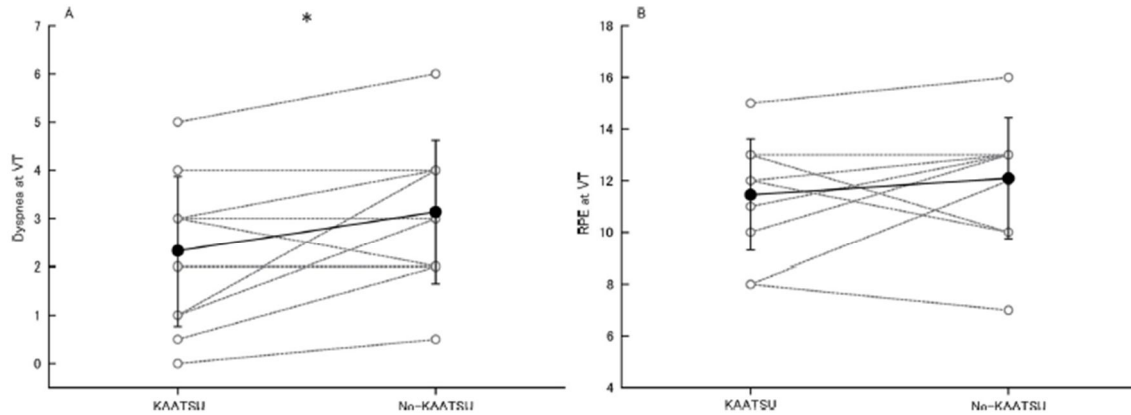 A
*
7
6
5
4
3
2
1
0
Dyspnea at VT
KAATSU
No-KAATSU
B
18
16
14
12
10
8
6
4
RPE at VT
KAATSU
No-KAATSU